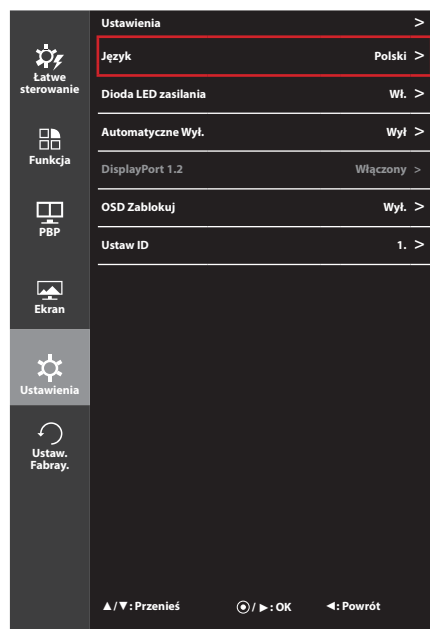 Łatwe
sterowanie
Funkcja
PBP
Ekran
Ustawienia
Ustaw.
Fabray.
Ustawienia >
Język Polski >
Dioda LED zasilania Wł. >
Automatyczne Wył. Wył >
DisplayPort 1.2 Włączony >
OSD Zablokuj Wył. >
Ustaw ID 1. >
▲/▼: Przenieś ◉/ ►: OK ◄: Powrót